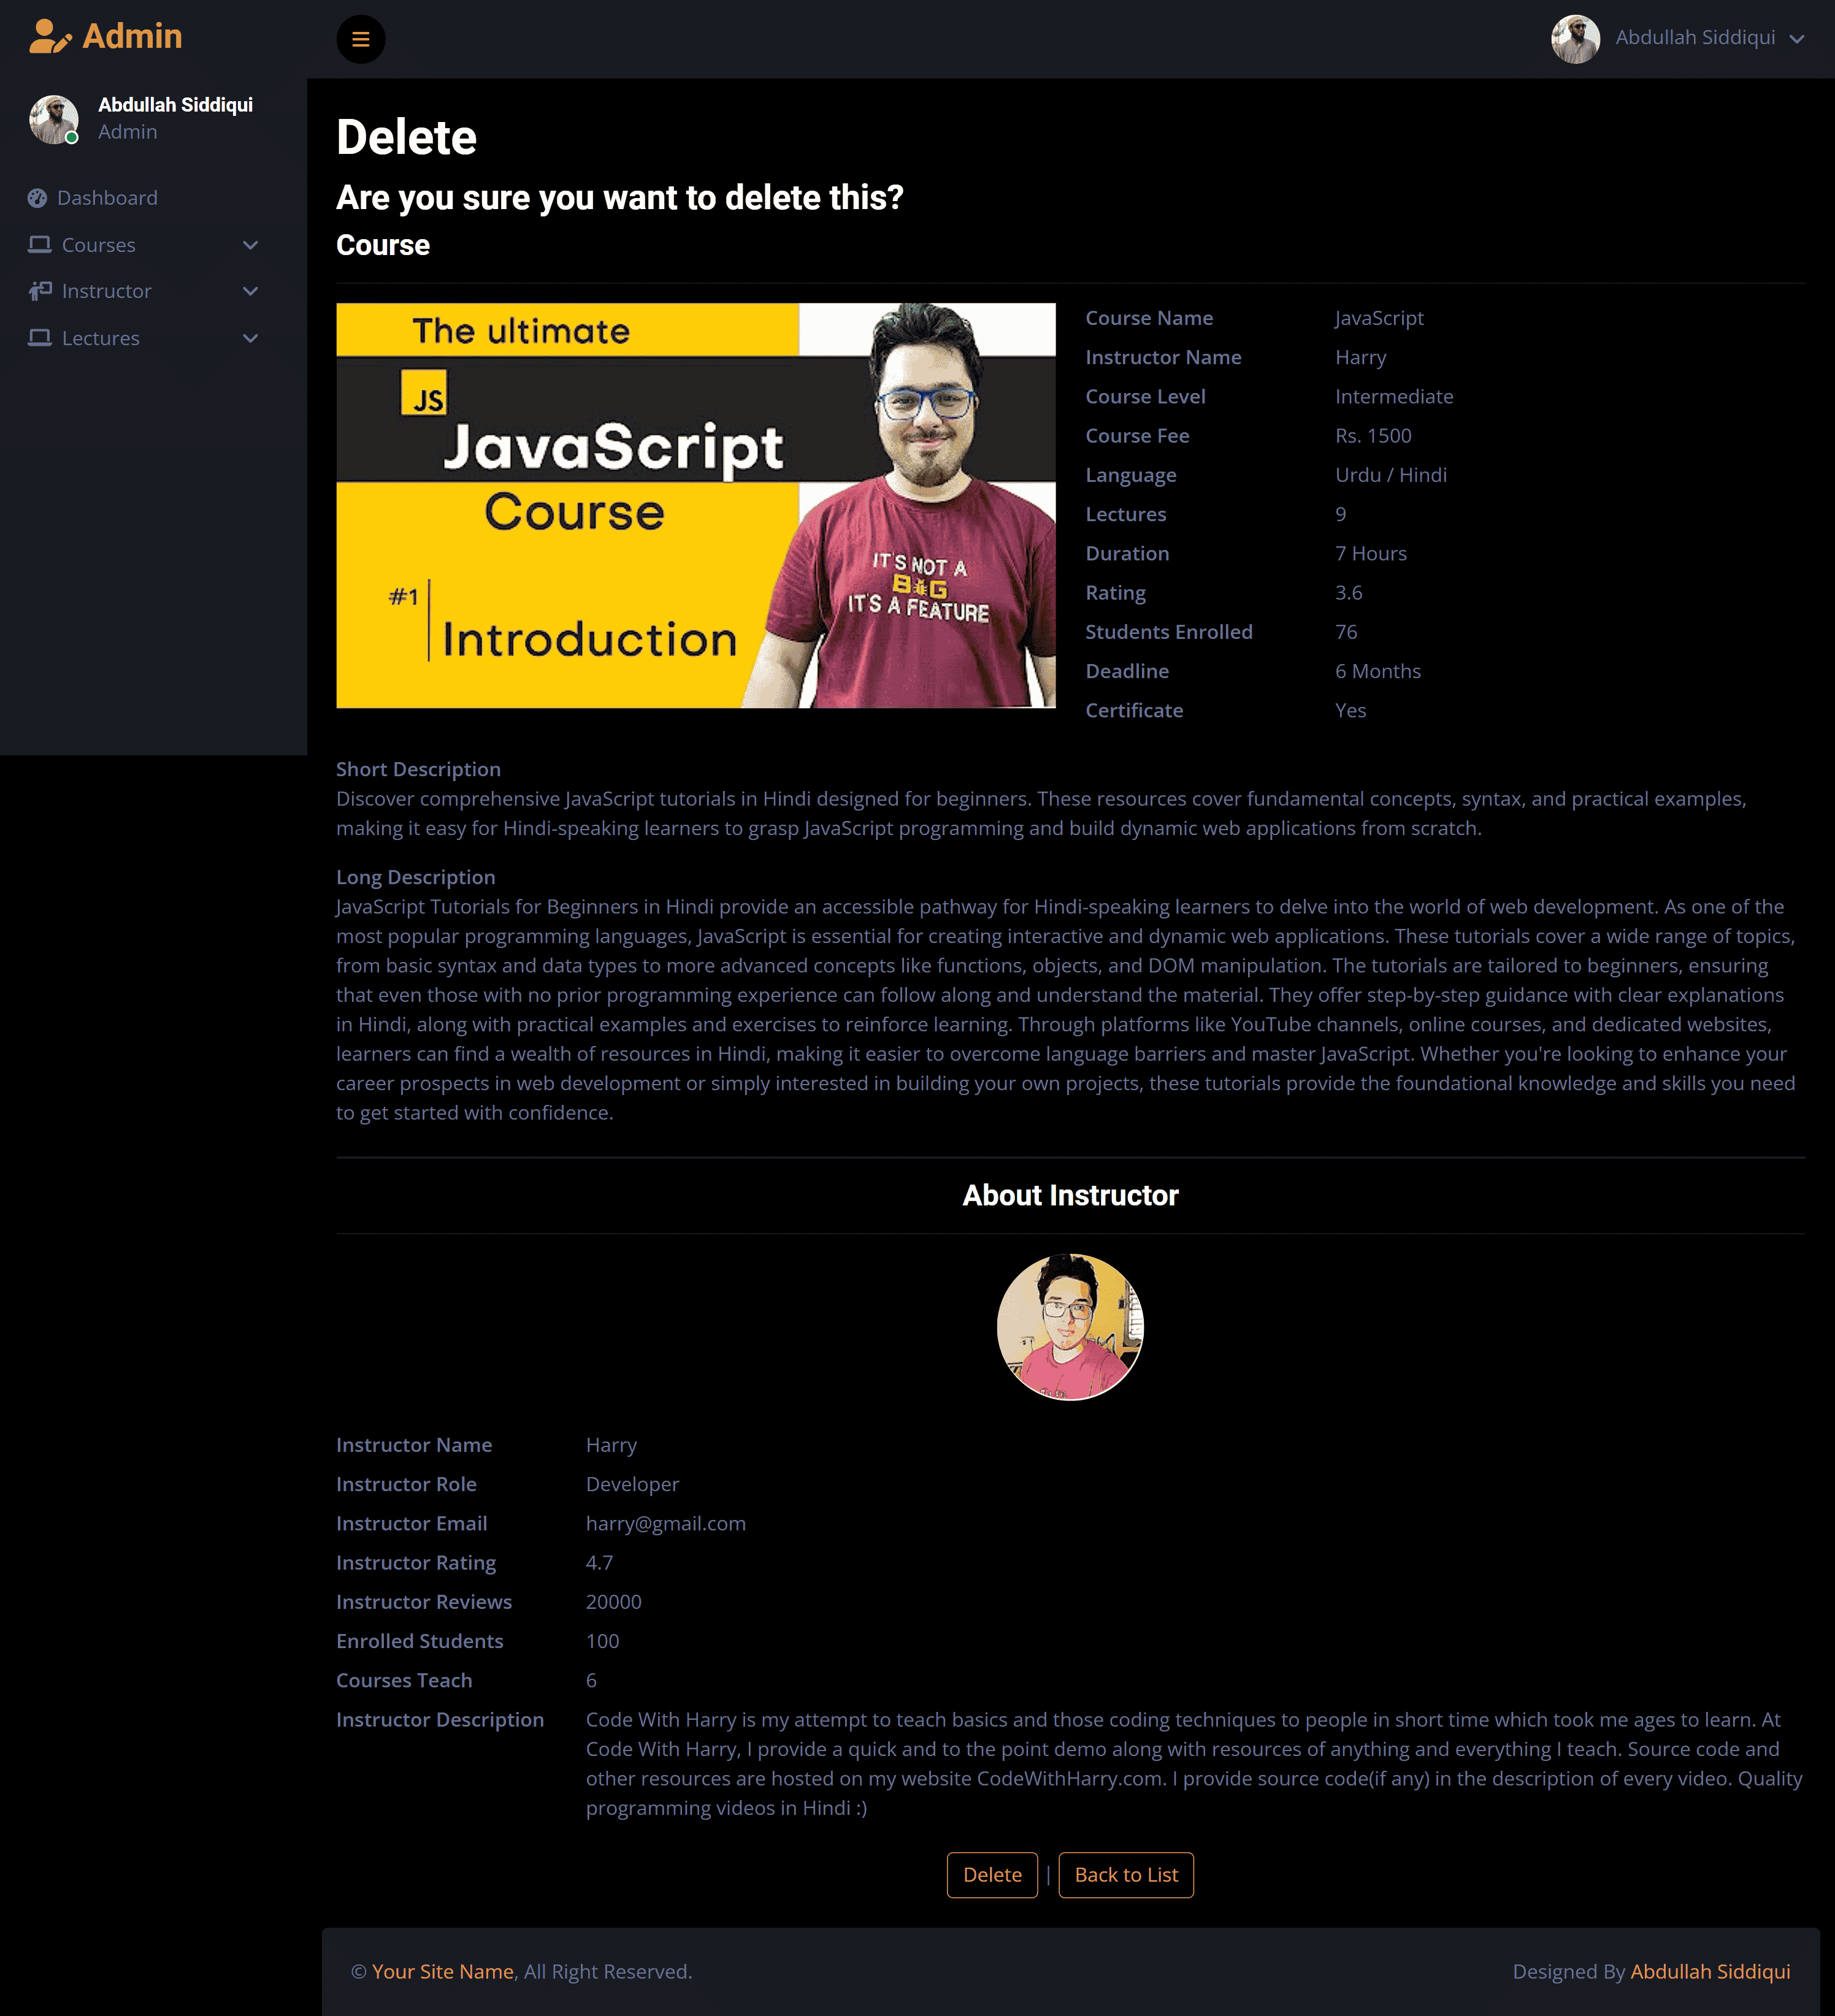 Admin
Abdullah Siddiqui
Abdullah Siddiqui
Admin
Dashboard
Courses
Instructor
Lectures
Delete
Are you sure you want to delete this?
Course
The ultimate
JS
JavaScript
Course
#1
Introduction
IT'S NOT A
BUG
IT'S A FEATURE
Course Name JavaScript
Instructor Name Harry
Course Level Intermediate
Course Fee Rs. 1500
Language Urdu / Hindi
Lectures 9
Duration 7 Hours
Rating 3.6
Students Enrolled 76
Deadline 6 Months
Certificate Yes
Short Description
Discover comprehensive JavaScript tutorials in Hindi designed for beginners. These resources cover fundamental concepts, syntax, and practical examples,
making it easy for Hindi-speaking learners to grasp JavaScript programming and build dynamic web applications from scratch.
Long Description
JavaScript Tutorials for Beginners in Hindi provide an accessible pathway for Hindi-speaking learners to delve into the world of web development. As one of the
most popular programming languages, JavaScript is essential for creating interactive and dynamic web applications. These tutorials cover a wide range of topics,
from basic syntax and data types to more advanced concepts like functions, objects, and DOM manipulation. The tutorials are tailored to beginners, ensuring
that even those with no prior programming experience can follow along and understand the material. They offer step-by-step guidance with clear explanations
in Hindi, along with practical examples and exercises to reinforce learning. Through platforms like YouTube channels, online courses, and dedicated websites,
learners can find a wealth of resources in Hindi, making it easier to overcome language barriers and master JavaScript. Whether you're looking to enhance your
career prospects in web development or simply interested in building your own projects, these tutorials provide the foundational knowledge and skills you need
to get started with confidence.
About Instructor
Instructor Name Harry
Instructor Role Developer
Instructor Email harry@gmail.com
Instructor Rating 4.7
Instructor Reviews 20000
Enrolled Students 100
Courses Teach 6
Instructor Description Code With Harry is my attempt to teach basics and those coding techniques to people in short time which took me ages to learn. At
Code With Harry, I provide a quick and to the point demo along with resources of anything and everything I teach. Source code and
other resources are hosted on my website CodeWithHarry.com. I provide source code(if any) in the description of every video. Quality
programming videos in Hindi :)
Delete | Back to List
© Your Site Name, All Right Reserved.
Designed By Abdullah Siddiqui